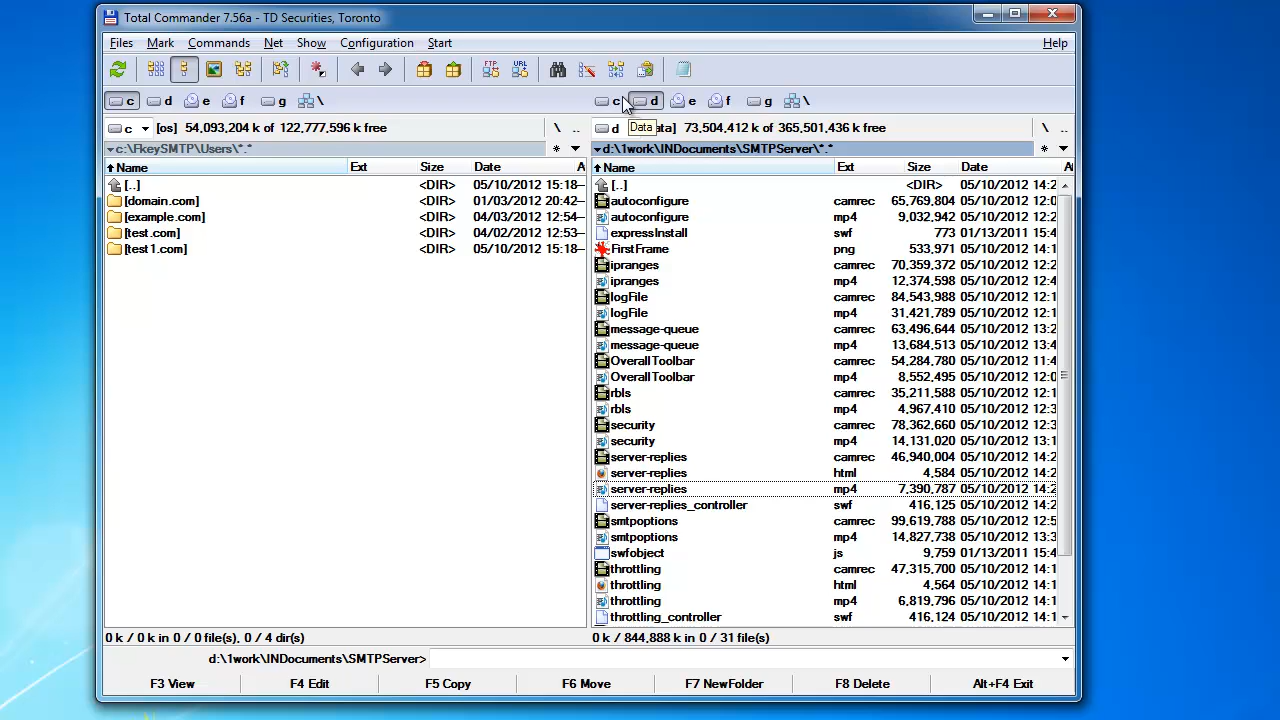 Total Commander 7.56a - TD Securities, Toronto
Files Mark Commands Net Show Configuration Start Help
FTP URL
c d e f g \ c d e f g \
c [os] 54,093,204 k of 122,777,596 k free \ .. d Data ata] 73,504,412 k of 365,501,436 k free \ ..
c:\FkeySMTP\Users\*.* * d:\1work\INDocuments\SMTPServer\*.* *
Name Ext Size Date A Name Ext Size Date A
[..] <DIR> 05/10/2012 15:18 — [..] <DIR> 05/10/2012 14:2
[domain.com] <DIR> 01/03/2012 20:42 — autoconfigure camrec 65,769,804 05/10/2012 12:0
[example.com] <DIR> 04/03/2012 12:54 — autoconfigure mp4 9,032,942 05/10/2012 12:2
[test.com] <DIR> 04/02/2012 12:53 — expressInstall swf 773 01/13/2011 15:4
[test1.com] <DIR> 05/10/2012 15:18 — FirstFrame png 533,971 05/10/2012 14:1
ipranges camrec 70,359,372 05/10/2012 12:2
ipranges mp4 12,374,598 05/10/2012 12:4
logFile camrec 84,543,988 05/10/2012 12:1
logFile mp4 31,421,789 05/10/2012 12:1
message-queue camrec 63,496,644 05/10/2012 13:2
message-queue mp4 13,684,513 05/10/2012 13:4
OverallToolbar camrec 54,284,780 05/10/2012 11:4
OverallToolbar mp4 8,552,495 05/10/2012 12:0
rbls camrec 35,211,588 05/10/2012 12:1
rbls mp4 4,967,410 05/10/2012 12:3
security camrec 78,362,660 05/10/2012 12:3
security mp4 14,131,020 05/10/2012 13:1
server-replies camrec 46,940,004 05/10/2012 14:2
server-replies html 4,584 05/10/2012 14:2
server-replies mp4 7,390,787 05/10/2012 14:2
server-replies_controller swf 416,125 05/10/2012 14:2
smtpoptions camrec 99,619,788 05/10/2012 12:5
smtpoptions mp4 14,827,738 05/10/2012 13:3
swfobject js 9,759 01/13/2011 15:4
throttling camrec 47,315,700 05/10/2012 14:1
throttling html 4,564 05/10/2012 14:1
throttling mp4 6,819,796 05/10/2012 14:1
throttling_controller swf 416,124 05/10/2012 14:1
0 k / 0 k in 0 / 0 file(s), 0 / 4 dir(s) 0 k / 844,888 k in 0 / 31 file(s)
d:\1work\INDocuments\SMTPServer>
F3 View F4 Edit F5 Copy F6 Move F7 NewFolder F8 Delete Alt+F4 Exit